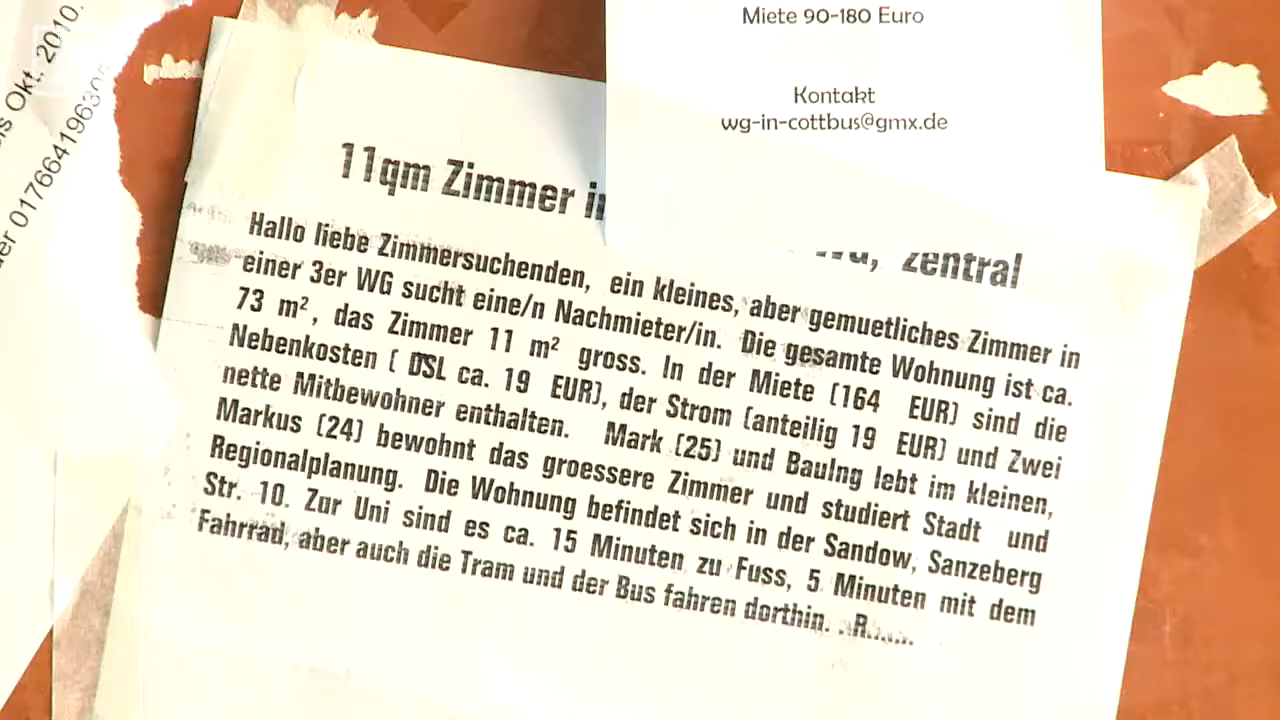 is Okt. 2010.
er 0176641963
Miete 90-180 Euro
Kontakt
wg-in-cottbus@gmx.de
11qm Zimmer in
zentral
Hallo liebe Zimmersuchenden, ein kleines, aber gemuetliches Zimmer in
einer 3er WG sucht eine/n Nachmieter/in. Die gesamte Wohnung ist ca.
73 m², das Zimmer 11 m² gross. In der Miete (164 EUR) sind die
Nebenkosten ( DSL ca. 19 EUR), der Strom (anteilig 19 EUR) und Zwei
nette Mitbewohner enthalten. Mark (25) und BauIng lebt im kleinen,
Markus (24) bewohnt das groessere Zimmer und studiert Stadt und
Regionalplanung. Die Wohnung befindet sich in der Sandow, Sanzeberg
Str. 10. Zur Uni sind es ca. 15 Minuten zu Fuss, 5 Minuten mit dem
Fahrrad, aber auch die Tram und der Bus fahren dorthin.